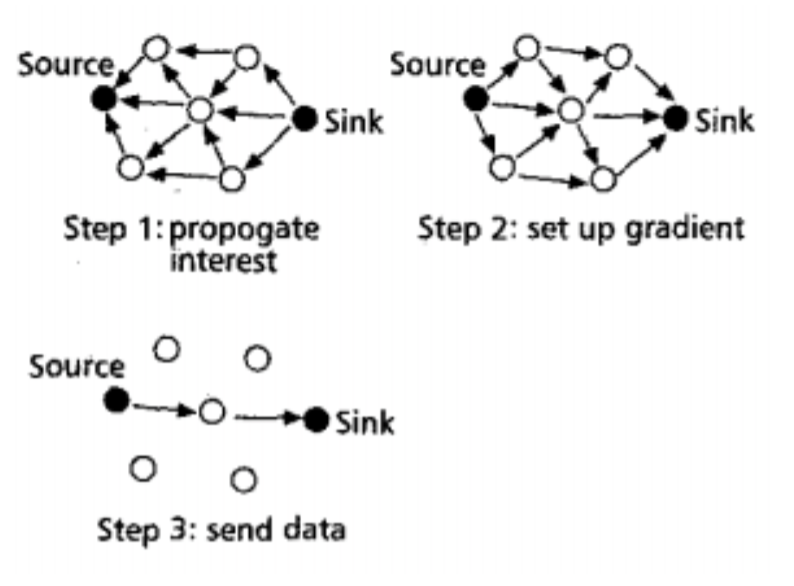 Source
Sink
Step 1: propogate
interest
Source
Sink
Step 2: set up gradient
Source
Sink
Step 3: send data